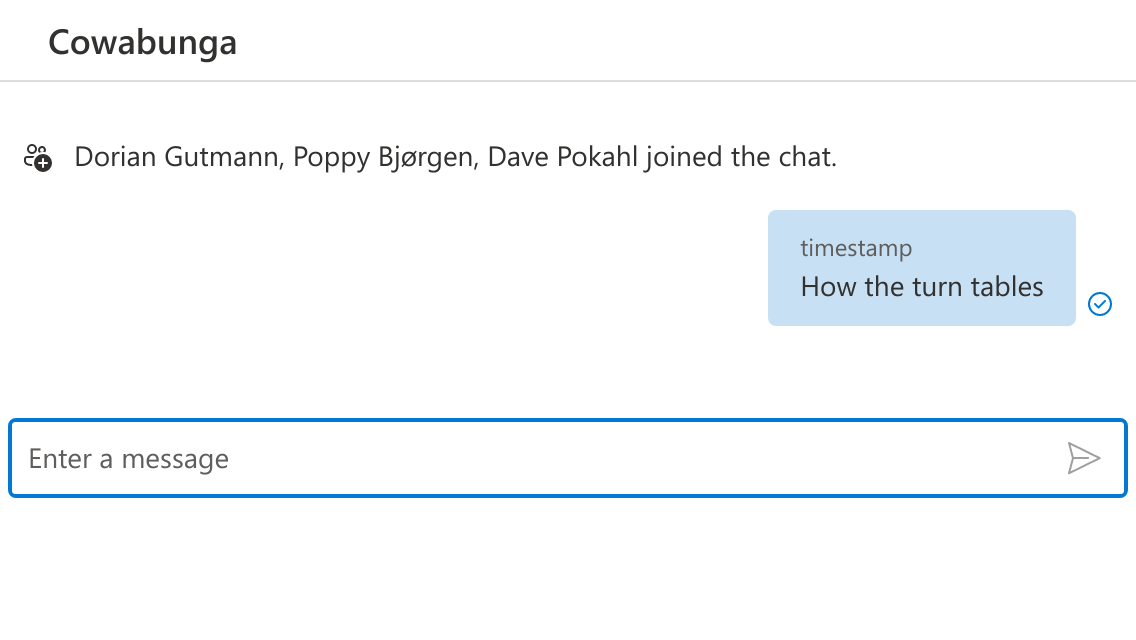 Cowabunga
Dorian Gutmann, Poppy Bjørgen, Dave Pokahl joined the chat.
timestamp
How the turn tables
Enter a message